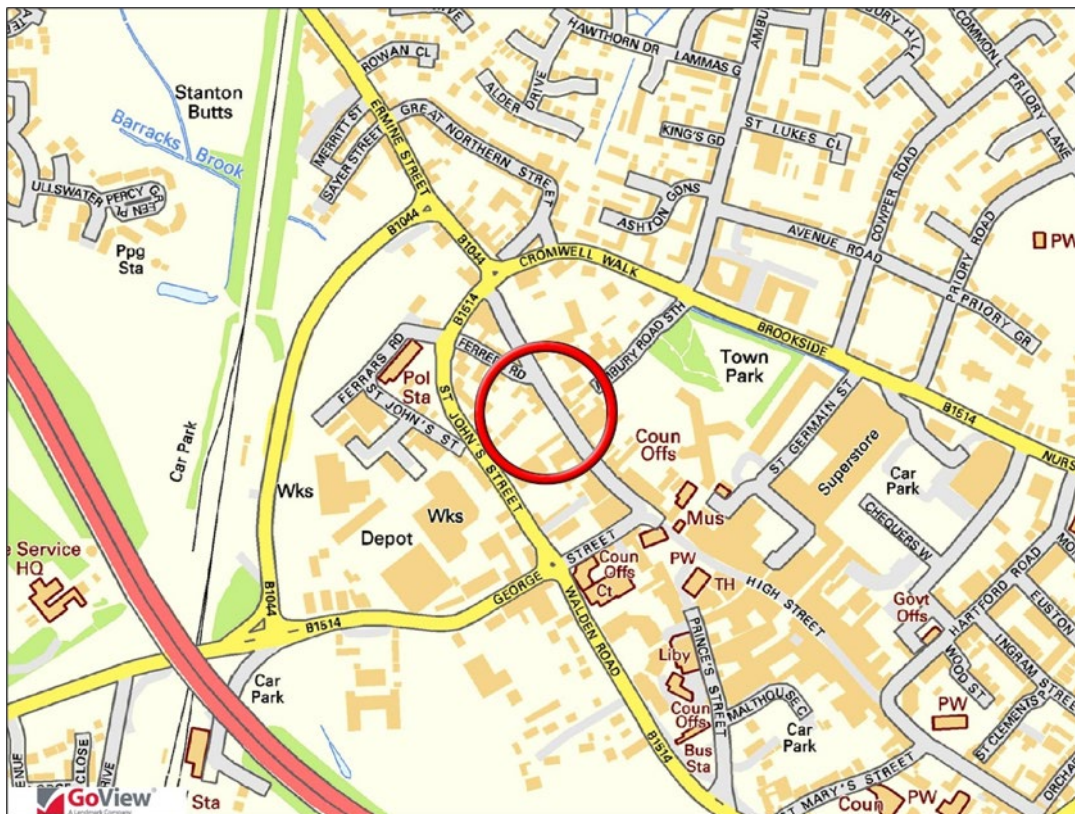 ROWAN CL
HAWTHORN DR
LAMMAS G
ALDER DRIVE
COMMON L
PRIORY LANE
Stanton
Butts
Barracks
Brook
MERRITT ST
SAYER STREET
ERMINE STREET
GREAT NORTHERN STREET
KING'S GD
ST LUKES CL
ASHTON GDNS
AVENUE ROAD
COWPER ROAD
PRIORY ROAD
PRIORY GR
PW
ULLSWATER
PERCY GR
EEN PL
Ppg
Sta
B1044
B1044
CROMWELL WALK
B1514
BROOKSIDE
Town
Park
FERRARS RD
Pol
Sta
ST JOHN'S ST
ST JOHN'S STREET
B1514
Car Park
Coun
Offs
ST GERMAIN ST
Superstore
Car
Park
Wks
Depot
Wks
Mus
CHEQUERS W
e Service
HQ
B1044
GEORGE
STREET
Coun
Offs
Ct
PW
TH
HIGH STREET
Govt
Offs
HARTFORD ROAD
EUSTON
INGRAM STREET
WOOD ST
B1514
WALDEN ROAD
Liby
PRINCE'S STREET
Coun
Offs
MALTHOUSE C
Car
Park
Car
Park
PW
ST CLEMENTS P
Bus
Sta
B1514
CLOSE
DRIVE
Sta
ST MARY'S STREET
Coun
PW
GoView
A Landmark Company